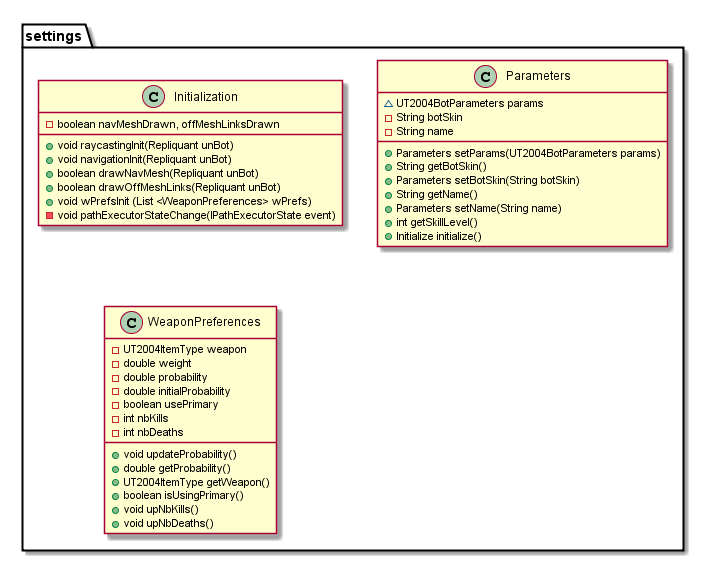 settings
C Initialization
boolean navMeshDrawn, offMeshLinksDrawn
void raycastingInit(Repliquant unBot)
void navigationInit(Repliquant unBot)
boolean drawNavMesh(Repliquant unBot)
boolean drawOffMeshLinks(Repliquant unBot)
void wPrefsInit (List <WeaponPreferences> wPrefs)
void pathExecutorStateChange(IPathExecutorState event)
C Parameters
UT2004BotParameters params
String botSkin
String name
Parameters setParams(UT2004BotParameters params)
String getBotSkin()
Parameters setBotSkin(String botSkin)
String getName()
Parameters setName(String name)
int getSkillLevel()
Initialize initialize()
C WeaponPreferences
UT2004ItemType weapon
double weight
double probability
double initialProbability
boolean usePrimary
int nbKills
int nbDeaths
void updateProbability()
double getProbability()
UT2004ItemType getWeapon()
boolean isUsingPrimary()
void upNbKills()
void upNbDeaths()